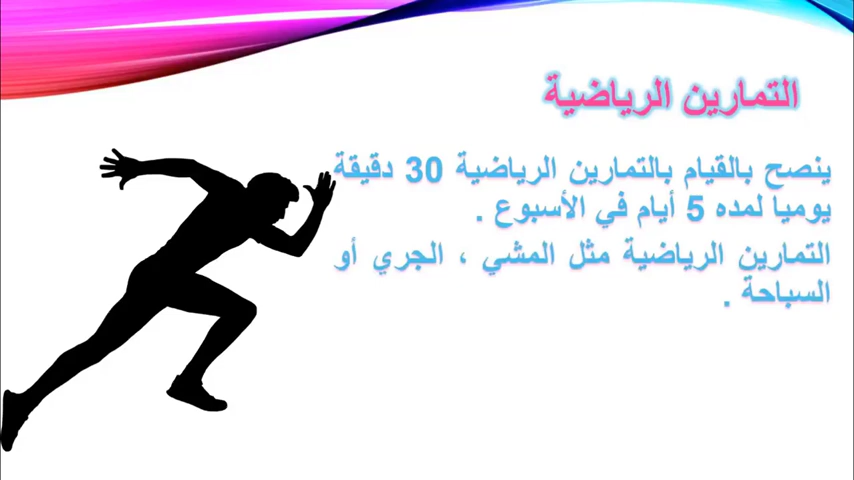 التمارين الرياضية
ينصح بالقيام بالتمارين الرياضية 30 دقيقة
يوميا لمده 5 أيام في الأسبوع .
التمارين الرياضية مثل المشي ، الجري أو
السباحة .